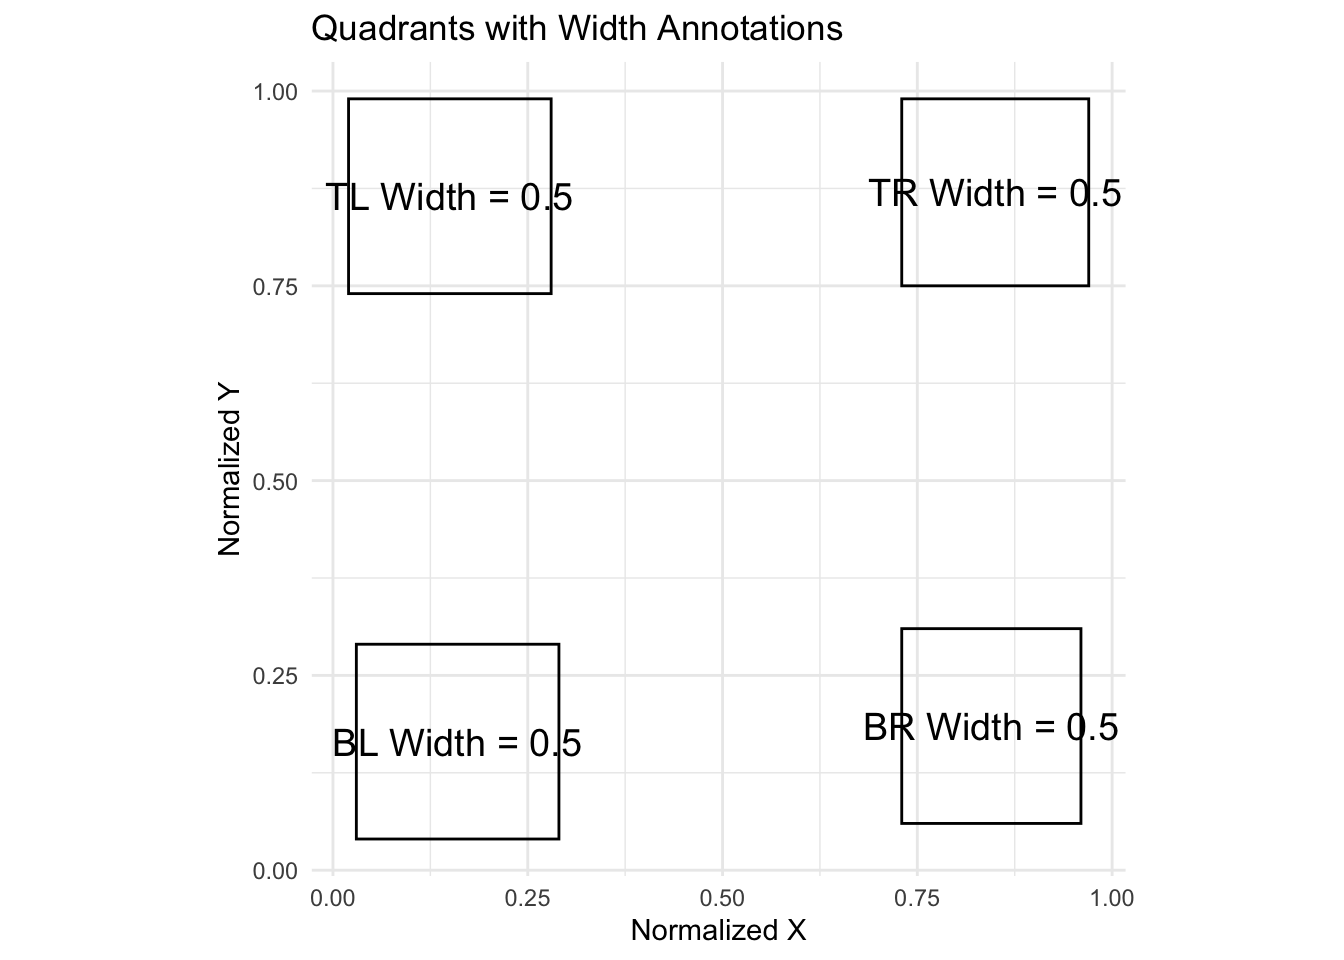 Quadrants with Width Annotations
1.00
TL Width = 0.5
TR Width = 0.5
0.75
Normalized Y
0.50
0.25
BL Width = 0.5
BR Width = 0.5
0.00
0.00 0.25 0.50 0.75 1.00
Normalized X